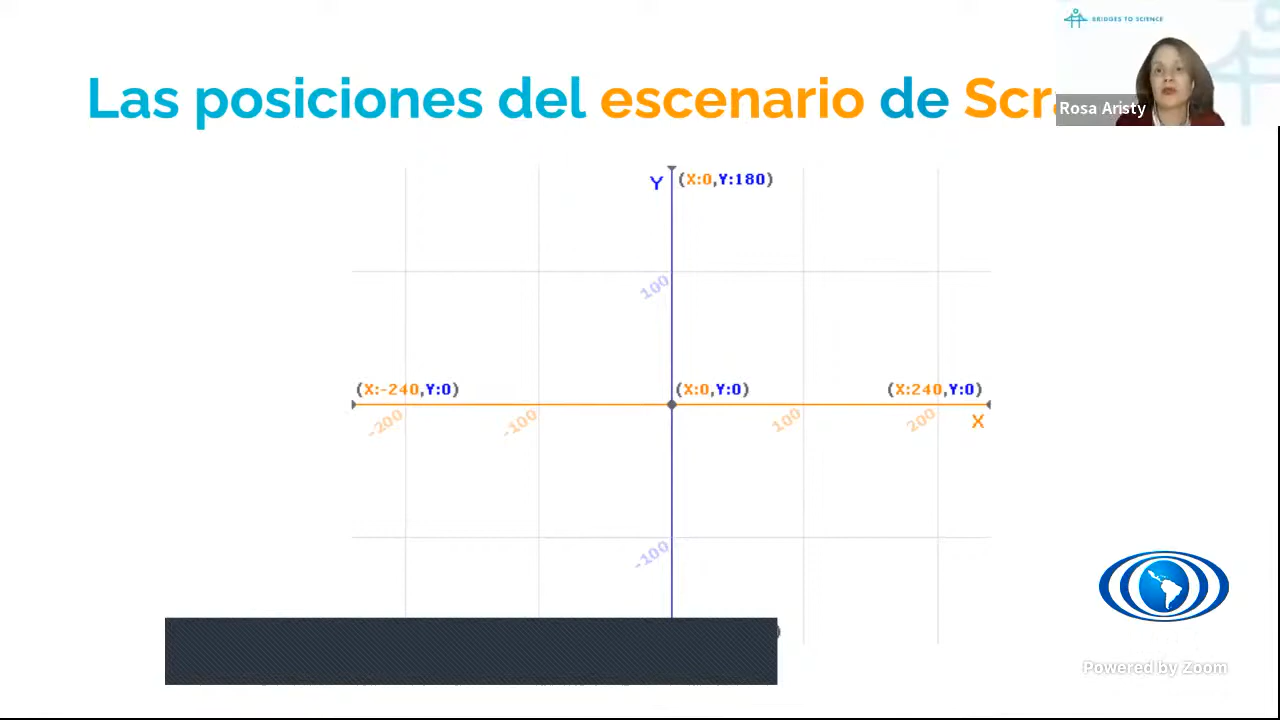 BRIDGES TO SCIENCE
Las posiciones del escenario de Scr
Rosa Aristy
Y (X:0,Y:180)
100
(X:-240,Y:0) (X:0,Y:0) (X:240,Y:0)
-200 -100 100 200 X
-100
)
Powered by Zoom